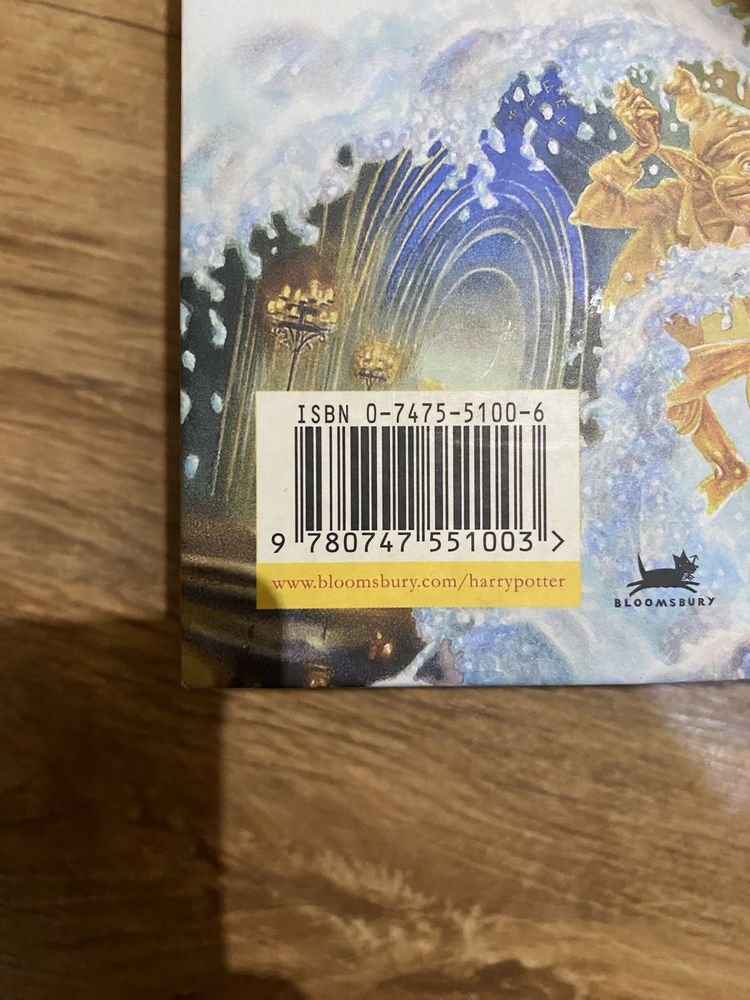 ISBN 0-7475-5100-6
9 780747 551003 >
www.bloomsbury.com/harrypotter
BLOOMSBURY